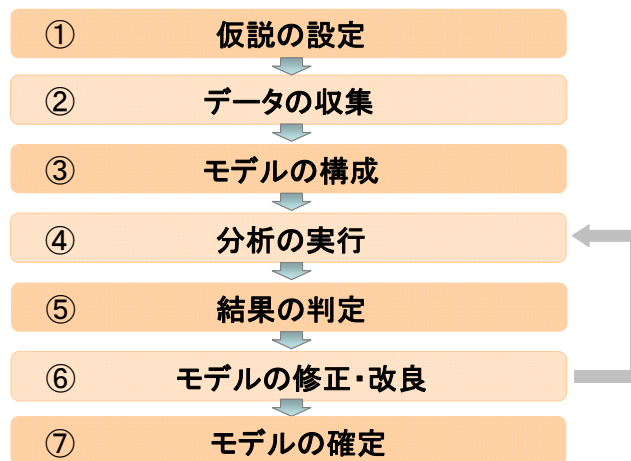 ① 仮説の設定
② データの収集
③ モデルの構成
④ 分析の実行
⑤ 結果の判定
⑥ モデルの修正・改良
⑦ モデルの確定